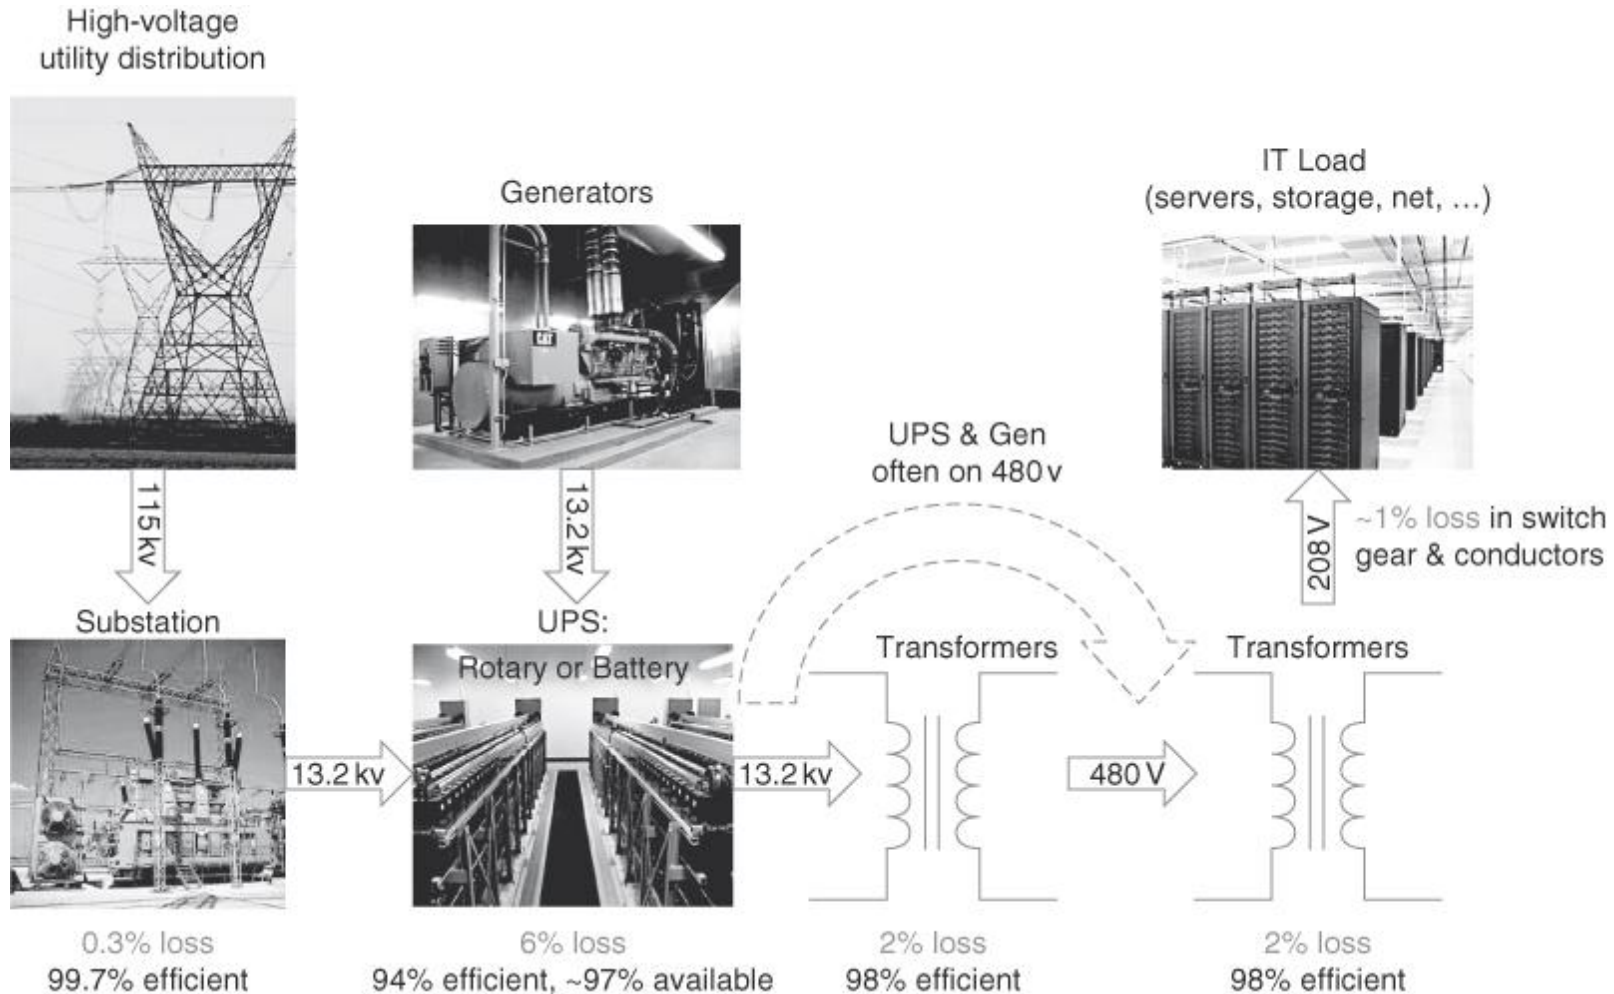 High-voltage
utility distribution
Generators
IT Load
(servers, storage, net, …)
CAT
UPS & Gen
often on 480 v
115 kv
13.2 kv
208 V
~1% loss in switch
gear & conductors
Substation
UPS:
Rotary or Battery
Transformers
Transformers
13.2 kv
13.2 kv
480 V
0.3% loss
99.7% efficient
6% loss
94% efficient, ~97% available
2% loss
98% efficient
2% loss
98% efficient